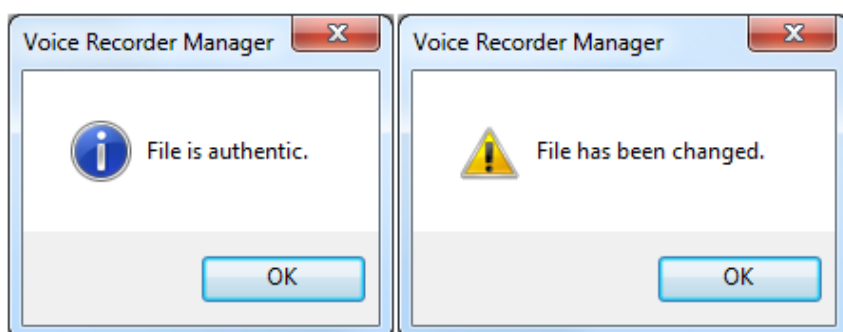 Voice Recorder Manager
File is authentic.
OK
Voice Recorder Manager
File has been changed.
OK